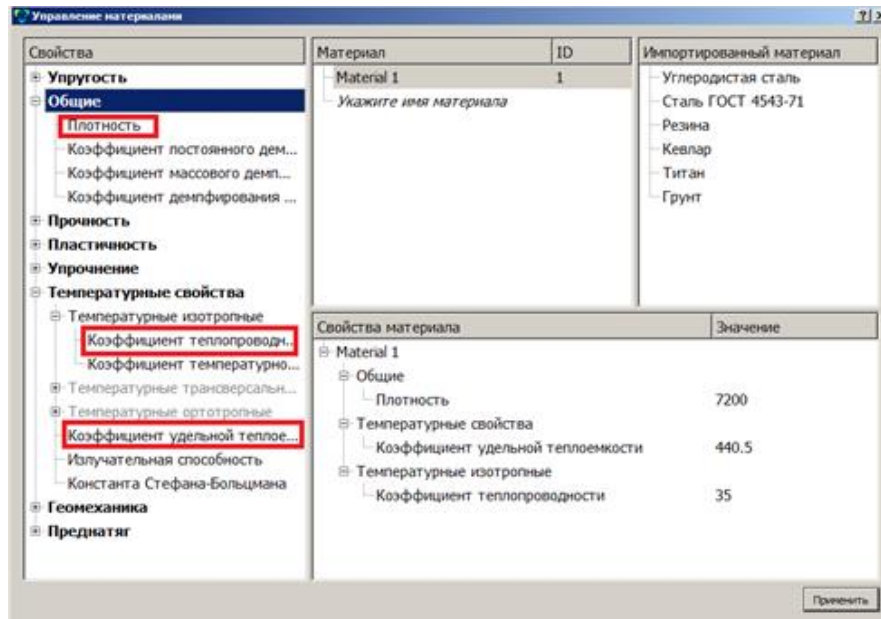 Управление материалами
Свойства
Упругость
Общие
Плотность
Коэффициент постоянного дем...
Коэффициент массового демп...
Коэффициент демпфирования ...
Прочность
Пластичность
Упрочнение
Температурные свойства
Температурные изотропные
Коэффициент теплопроводн..
Коэффициент температурно...
Температурные трансверсальн...
Температурные ортотропные
Коэффициент удельной теплое...
Излучательная способность
Константа Стефана-Больцмана
Геомеханика
Преднатяг
Материал ID
Material 1 1
Укажите имя материала
Импортированный материал
Углеродистая сталь
Сталь ГОСТ 4543-71
Резина
Кевлар
Титан
Грунт
Свойства материала Значение
Material 1
Общие
Плотность 7200
Температурные свойства
Коэффициент удельной теплоемкости 440.5
Температурные изотропные
Коэффициент теплопроводности 35
Применить